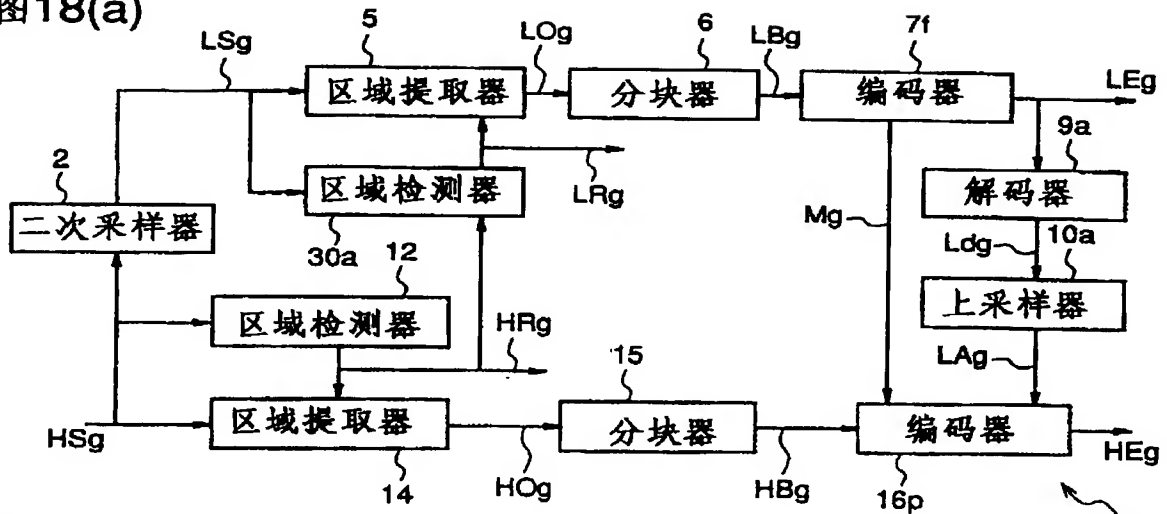 图18(a)
LSg
5
区域提取器
LOg
6
分块器
LBg
7f
编码器
LEg
2
二次采样器
区域检测器
30a
LRg
Mg
9a
解码器
Ldg
10a
上采样器
LAg
12
区域检测器
HRg
HSg
区域提取器
14
HOg
15
分块器
HBg
编码器
16p
HEg